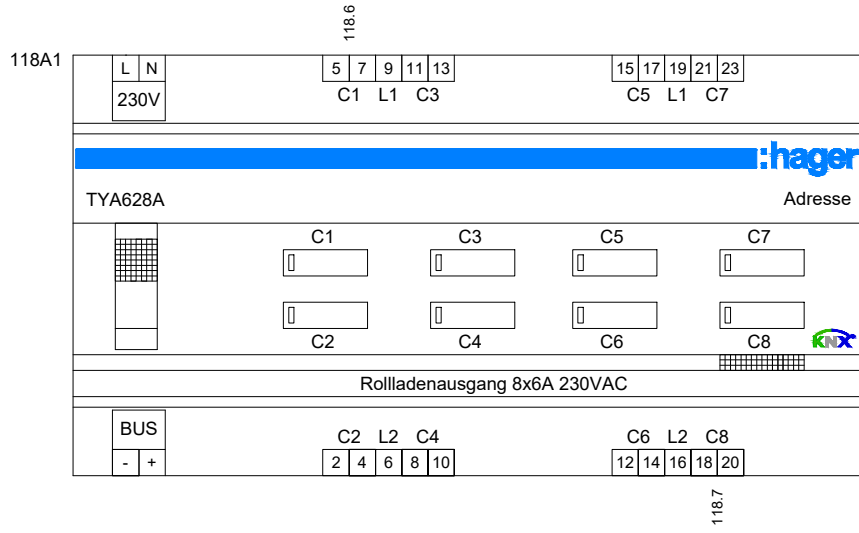 118.6
118A1
L N 5 7 9 11 13 15 17 19 21 23
230V C1 L1 C3 C5 L1 C7
:hager
TYA628A Adresse
C1 C3 C5 C7
C2 C4 C6 C8
KNX
Rollladenausgang 8x6A 230VAC
BUS C2 L2 C4 C6 L2 C8
- + 2 4 6 8 10 12 14 16 18 20
118.7